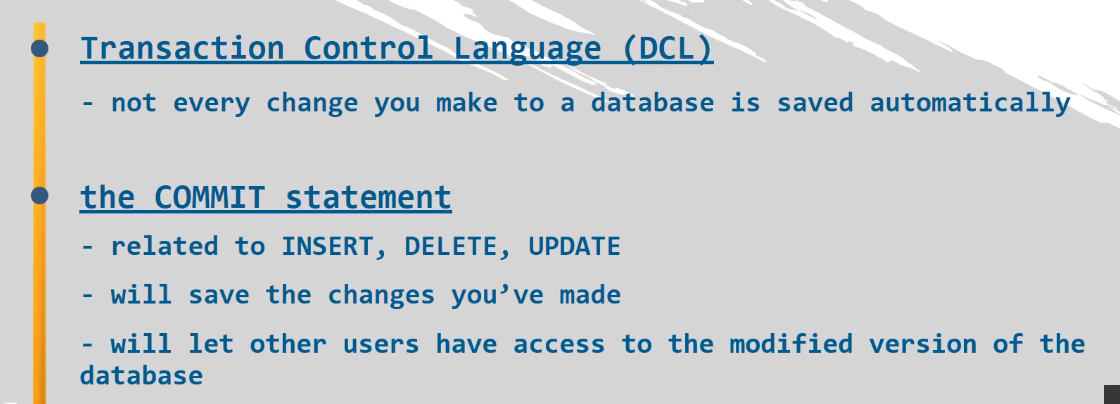 Transaction Control Language (DCL)
- not every change you make to a database is saved automatically
the COMMIT statement
- related to INSERT, DELETE, UPDATE
- will save the changes you’ve made
- will let other users have access to the modified version of the
database